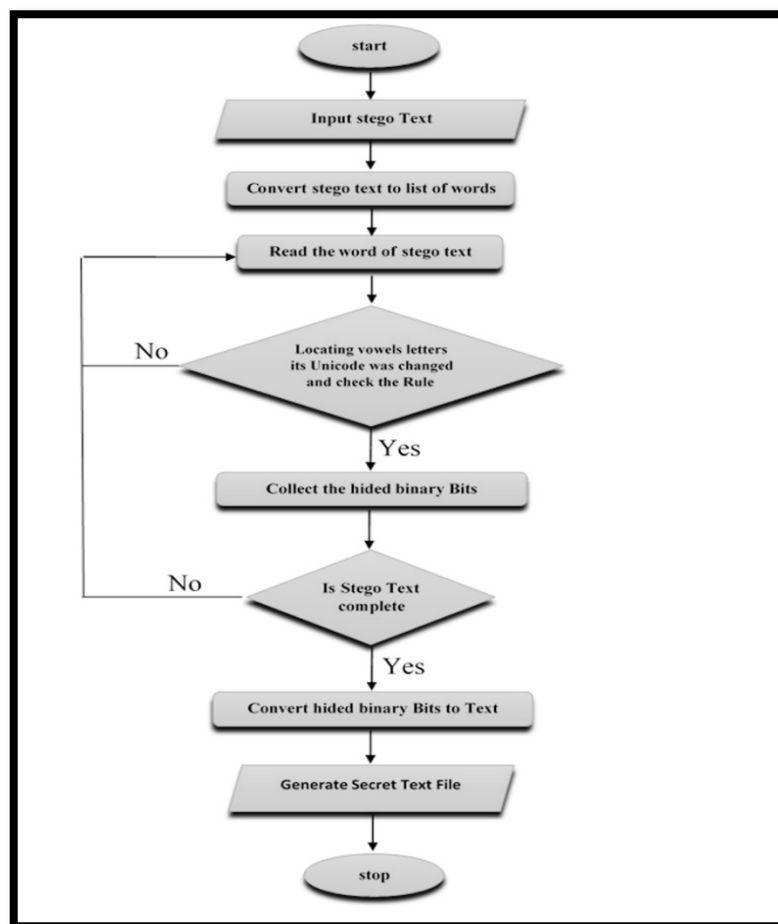 start
Input stego Text
Convert stego text to list of words
Read the word of stego text
Locating vowels letters
its Unicode was changed
and check the Rule
No
Yes
Collect the hided binary Bits
Is Stego Text
complete
No
Yes
Convert hided binary Bits to Text
Generate Secret Text File
stop